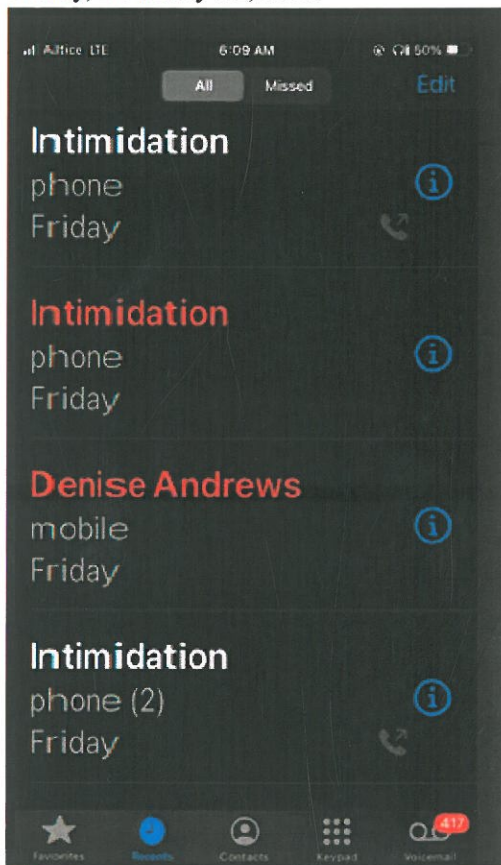 Altice LTE 6:09 AM 50%
All Missed Edit
Intimidation
phone
Friday
Intimidation
phone
Friday
Denise Andrews
mobile
Friday
Intimidation
phone (2)
Friday
417
Favorites Recents Contacts Keypad Voicemail